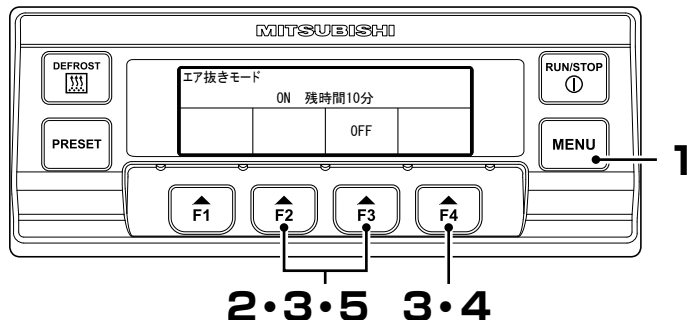 MITSUBISHI
DEFROST
RUN/STOP
エア抜きモード
ON 残時間10分
OFF
PRESET
MENU
1
F1 F2 F3 F4
2・3・5 3・4